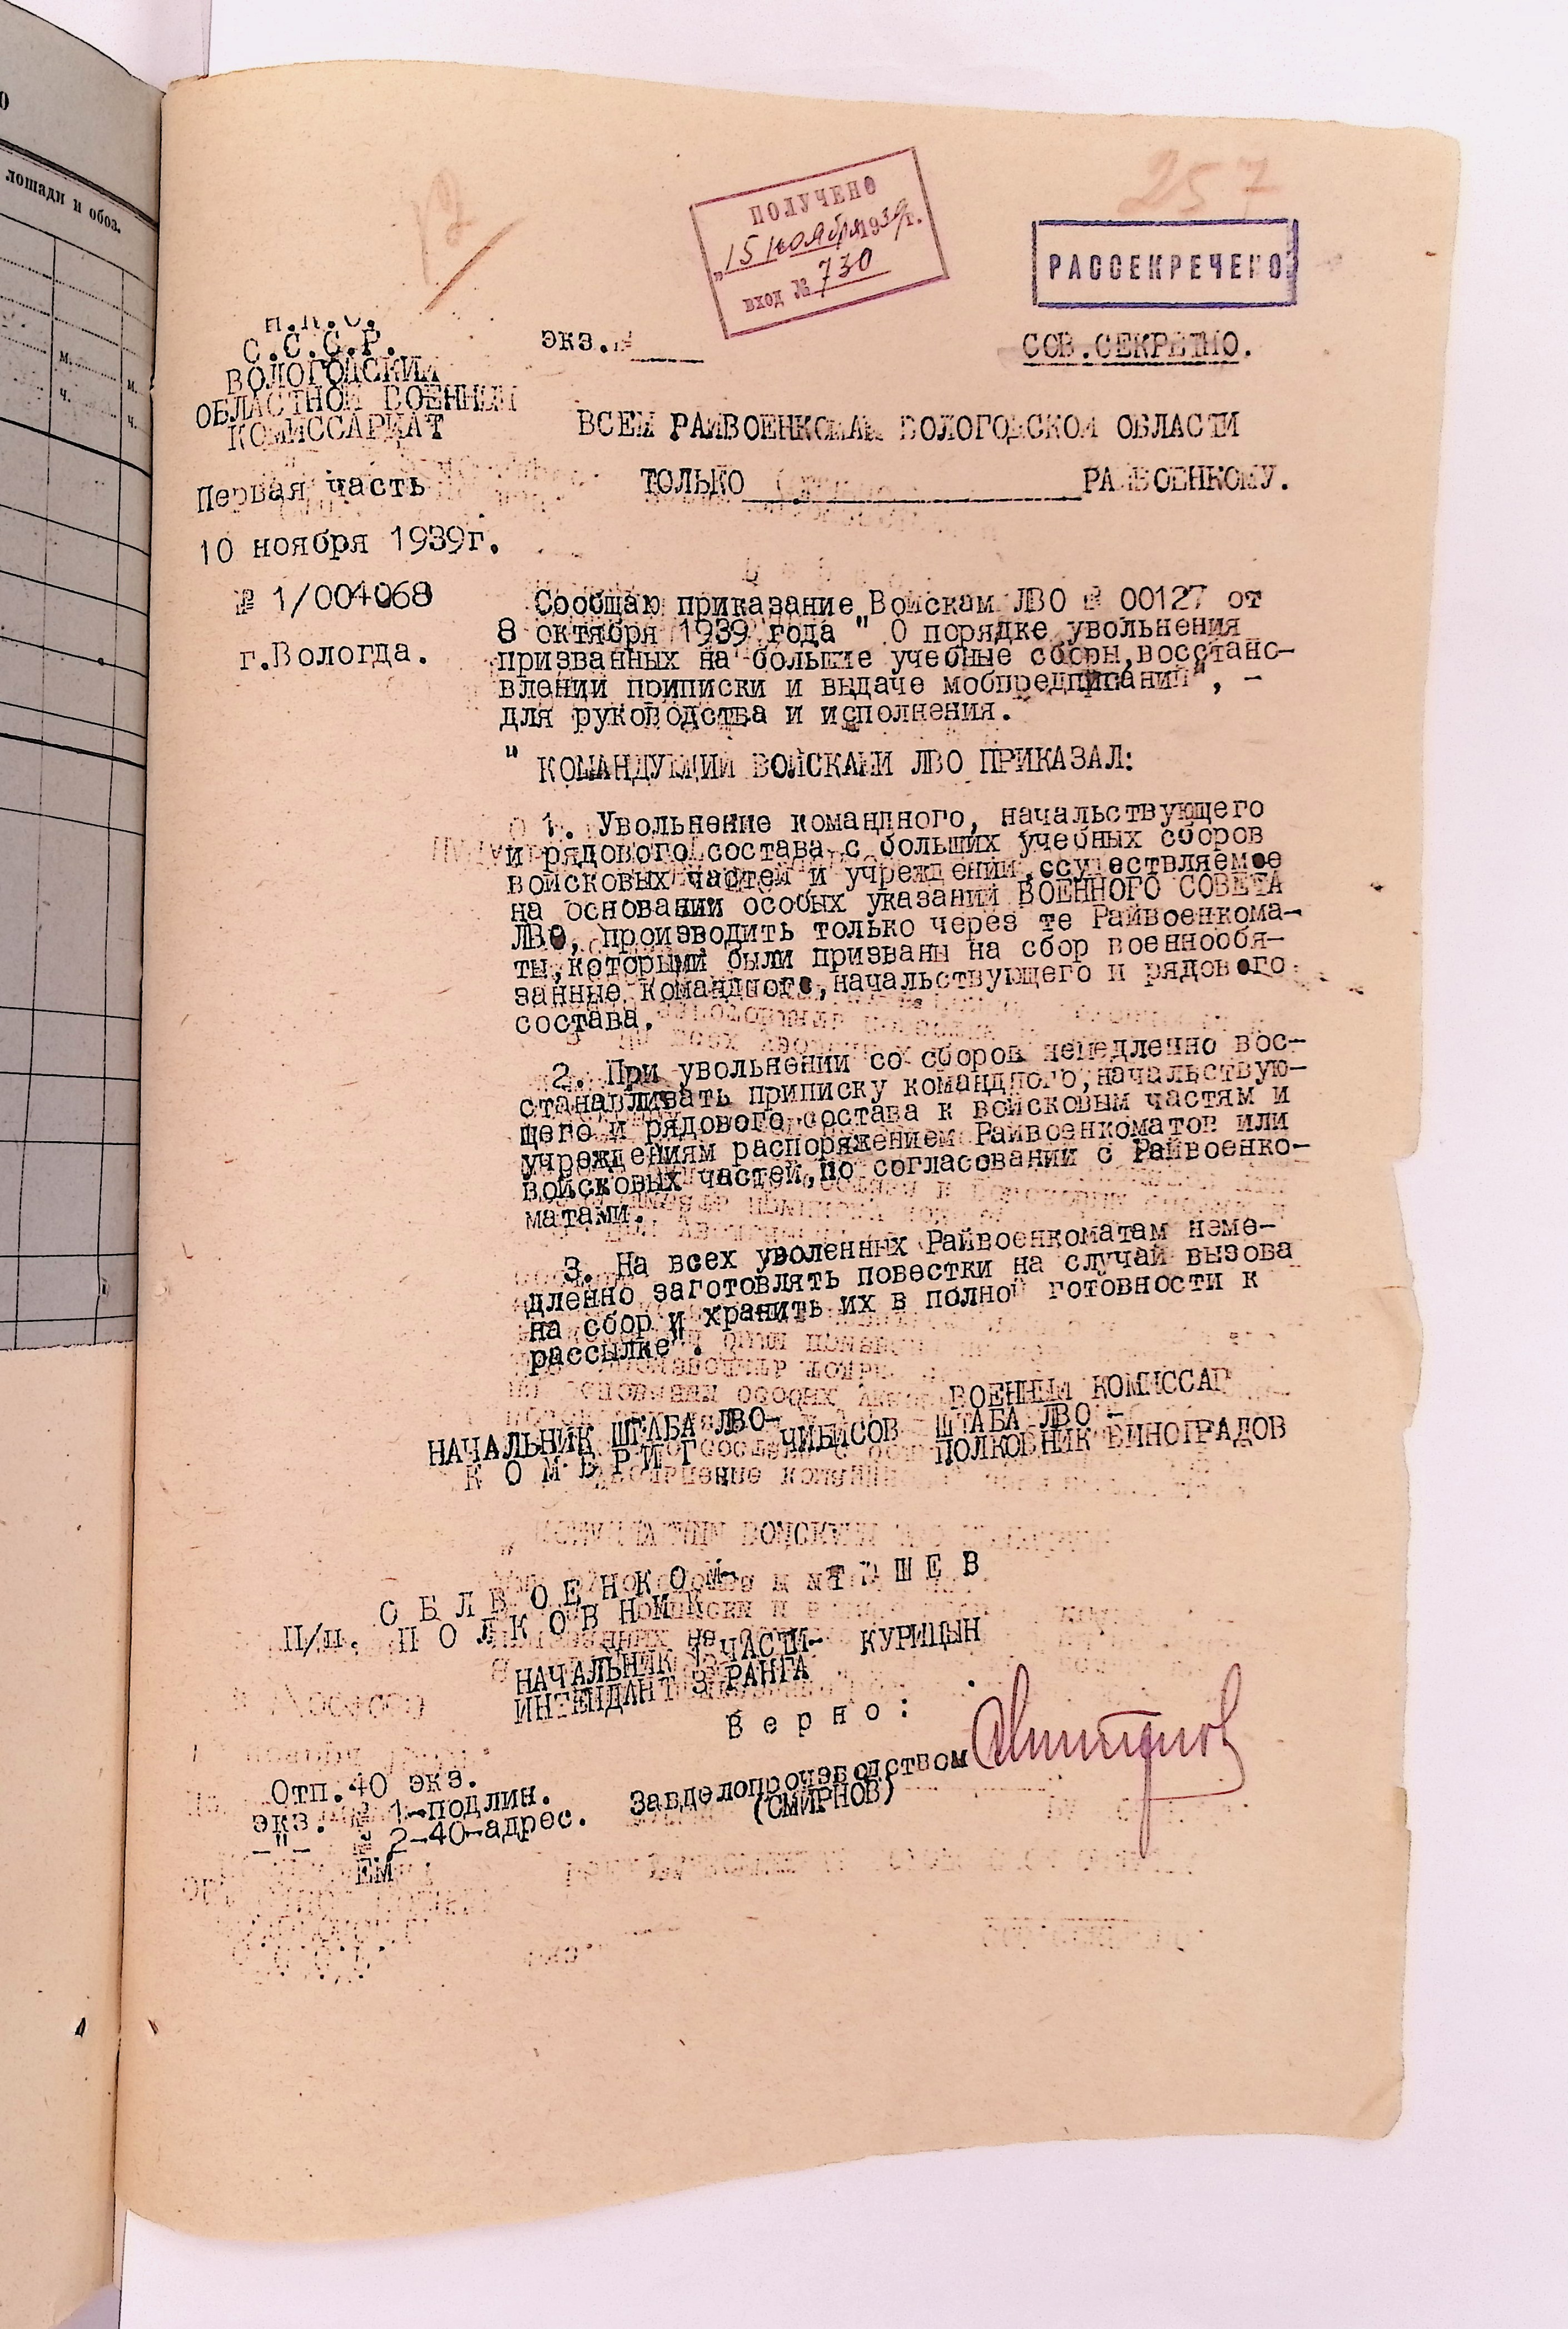 257
12
ПОЛУЧЕНО
"15 ноября 1939 г.
вход № 730
РАССЕКРЕЧЕНО
Н.К.О.
С.С.С.Р.
ВОЛОГОДСКИЙ
ОБЛАСТНОЙ ВОЕННЫЙ
КОМИССАРИАТ
Первая часть
10 ноября 1939г.
№ 1/004068
г.Вологда.
экз.№
СОВ.СЕКРЕТНО.
ВСЕМ РАЙВОЕНКОМАМ ВОЛОГОДСКОЙ ОБЛАСТИ
ТОЛЬКО РАЙВОЕНКОМУ.
Сообщаю приказание Войскам ЛВО № 00127 от
8 октября 1939 года " О порядке увольнения
призванных на большие учебные сборы,восстано-
влении приписки и выдаче мобпредписаний", -
для руководства и исполнения.
" КОМАНДУЮЩИЙ ВОЙСКАМИ ЛВО ПРИКАЗАЛ:
1. Увольнение командного, начальствующего
и рядового состава с больших учебных сборов
войсковых частей и учреждений,осуществляемое
на основании особых указаний ВОЕННОГО СОВЕТА
ЛВО, производить только через те Райвоенкома-
ты,которыми были призваны на сбор военнообя-
занные командного,начальствующего и рядового
состава.
2. При увольнении со сборов немедленно вос-
станавливать приписку командного,начальствую-
щего и рядового состава к войсковым частям и
учреждениям распоряжением Райвоенкоматов или
войсковых частей,по согласовании с Райвоенко-
матами.
3. На всех уволенных Райвоенкоматам неме-
дленно заготовлять повестки на случай вызова
на сбор и хранить их в полной готовности к
рассылке".
НАЧАЛЬНИК ШТАБА ЛВО- ВОЕННЫЙ КОМИССАР
К О М Б Р И Г ЧИБИСОВ ШТАБА ЛВО -
ПОЛКОВНИК ВИНОГРАДОВ
О Б Л В О Е Н К О М-
П/п. П О Л К О В Н И К Т Ш Е В
НАЧАЛЬНИК 1 ЧАСТИ- КУРИЦЫН
ИНТЕНДАНТ 3 РАНГА
В е р н о :
Завделопроизводством
(СМИРНОВ)
Отп.40 экз.
экз. № 1-подлин.
-"- № 2-40-адрес.
ЕМ
лошади и обоз.
м.
м.
ч.
ч.